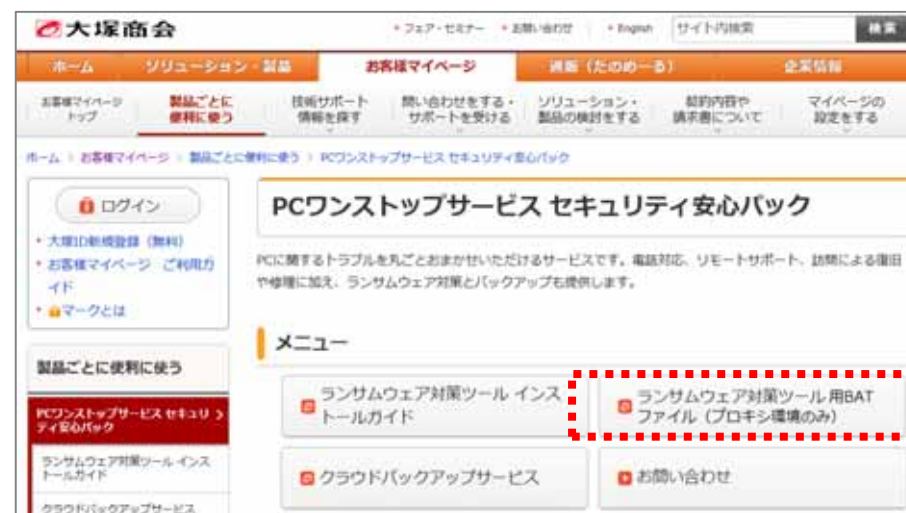 大塚商会
・フェア・セミナー ・お問い合わせ ・English サイト内検索 検索
ホーム ソリューション・製品 お客様マイページ 通販(たのめーる) 企業情報
お客様マイページ
トップ
製品ごとに
便利に使う
技術サポート
情報を探す
問い合わせをする・
サポートを受ける
ソリューション・
製品の検討をする
契約内容や
請求書について
マイページの
設定をする
ホーム > お客様マイページ > 製品ごとに便利に使う > PCワンストップサービス セキュリティ安心パック
ログイン
・大塚ID新規登録(無料)
・お客様マイページ ご利用ガ
イド
・マークとは
製品ごとに便利に使う
PCワンストップサービス セキュリ >
ティ安心パック
ランサムウェア対策ツール インス
トールガイド
クラウドバックアップサービス
PCワンストップサービス セキュリティ安心パック
PCに関するトラブルを丸ごとおまかせいただけるサービスです。電話対応、リモートサポート、訪問による復旧
や修理に加え、ランサムウェア対策とバックアップも提供します。
メニュー
ランサムウェア対策ツール インス
トールガイド
ランサムウェア対策ツール 用BAT
ファイル(プロキシ環境のみ)
クラウドバックアップサービス
お問い合わせ